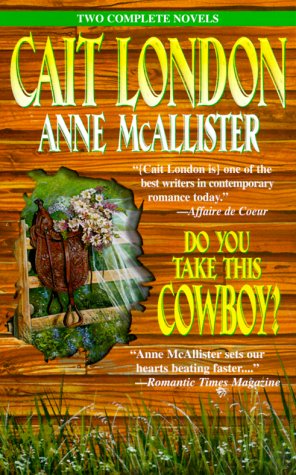 TWO COMPLETE NOVELS
CAIT LONDON
ANNE McALLISTER
“{Cait London is} one of the
best writers in contemporary
romance today.”
—Affaire de Coeur
DO YOU
TAKE THIS
COWBOY?
“Anne McAllister sets our
hearts beating faster....”
—Romantic Times Magazine